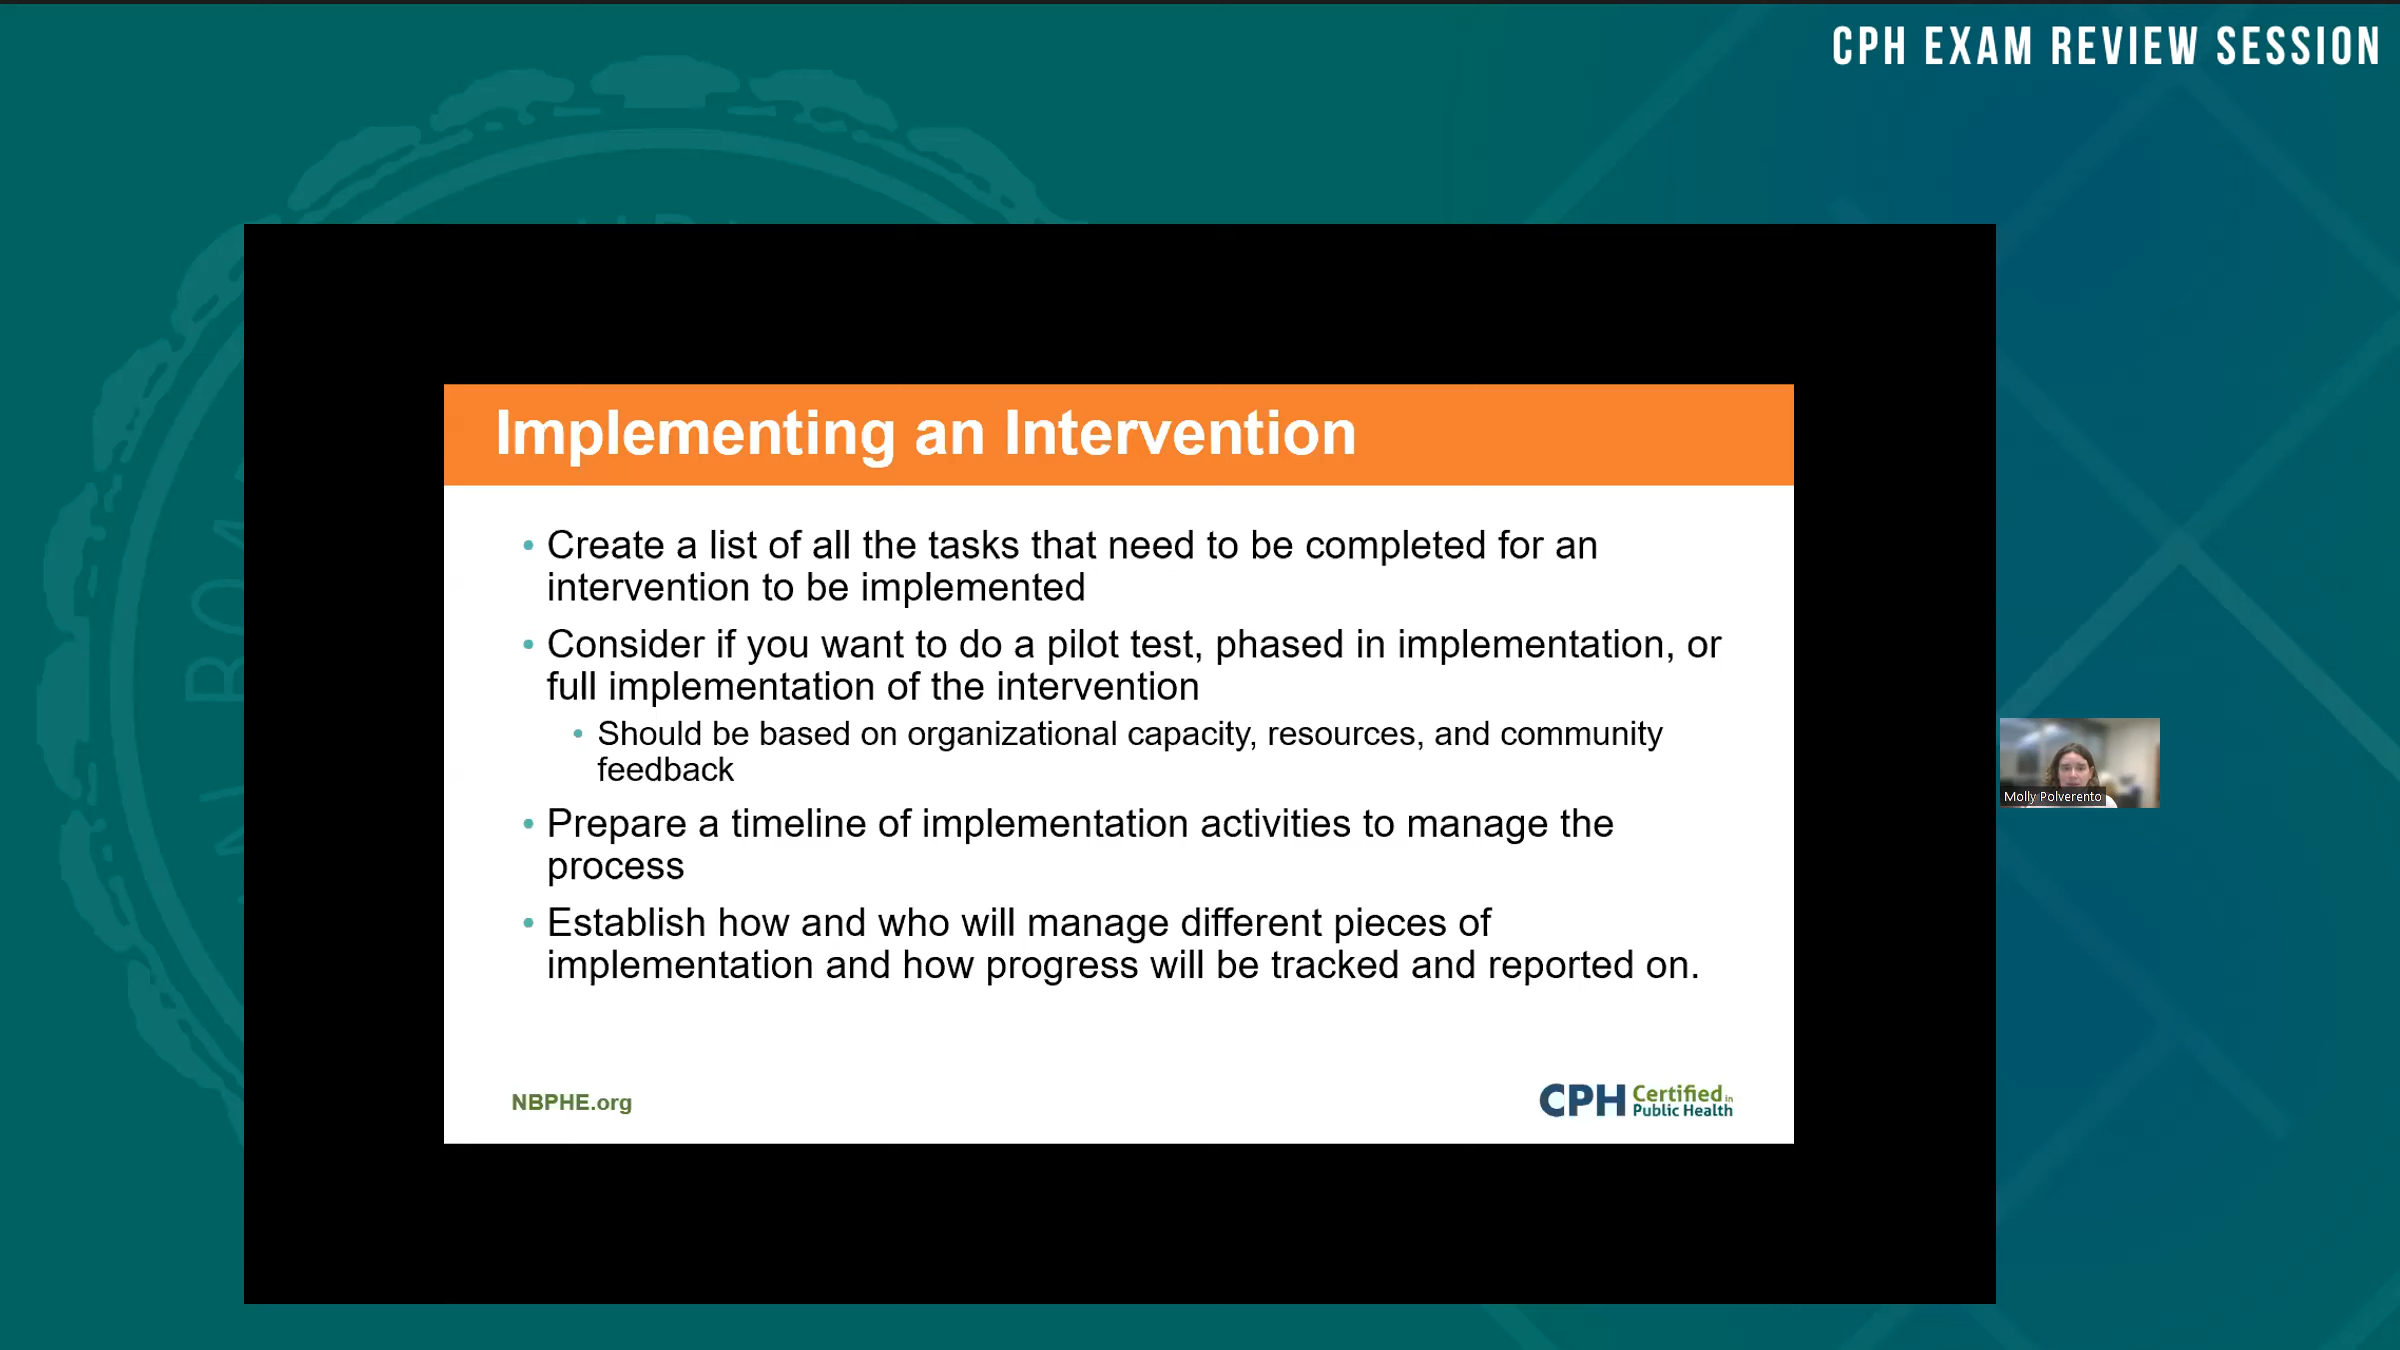 CPH EXAM REVIEW SESSION
Implementing an Intervention
• Create a list of all the tasks that need to be completed for an
intervention to be implemented
• Consider if you want to do a pilot test, phased in implementation, or
full implementation of the intervention
• Should be based on organizational capacity, resources, and community
feedback
• Prepare a timeline of implementation activities to manage the
process
• Establish how and who will manage different pieces of
implementation and how progress will be tracked and reported on.
NBPHE.org
CPH Certified in
Public Health
Molly Polverento